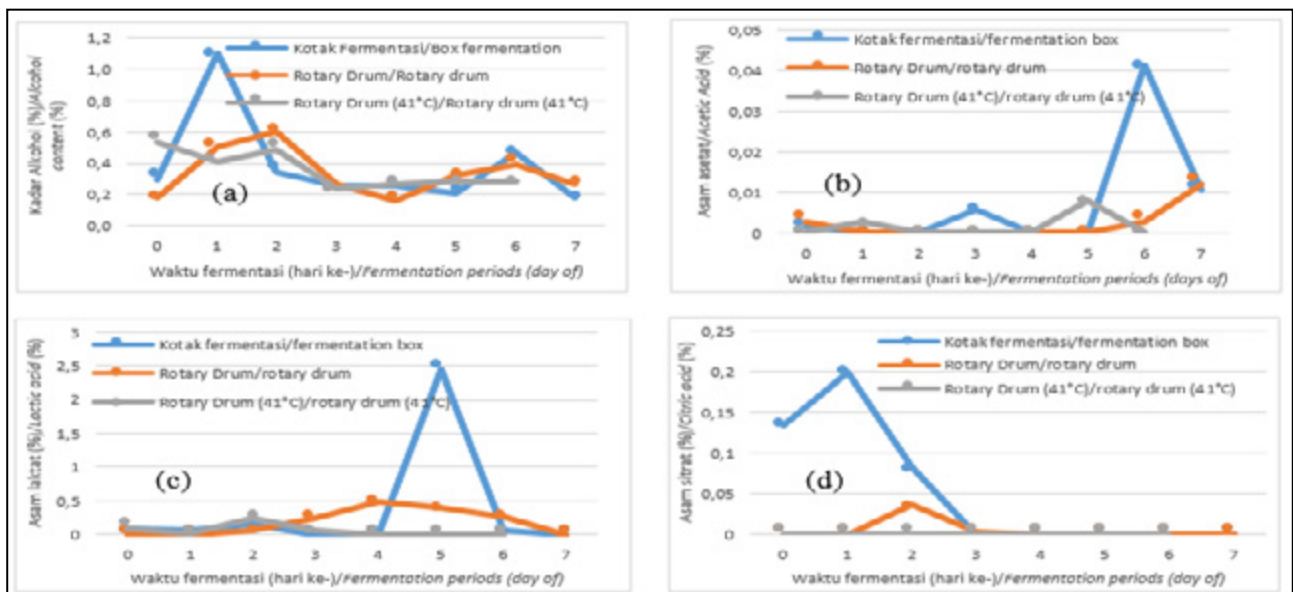 1,2
1,0
0,8
0,6
0,4
0,2
0,0
Kadar Alkohol (%)/Alcohol
content (%)
Kotak Fermentasi/Box fermentation
Rotary Drum/Rotary drum
Rotary Drum (41°C)/Rotary drum (41°C)
(a)
0 1 2 3 4 5 6 7
Waktu fermentasi (hari ke-)/Fermentation periods (day of)
0,05
0,04
0,03
0,02
0,01
0
Asam asetat/Acetic Acid (%)
Kotak fermentasi/fermentation box
Rotary Drum/rotary drum
Rotary Drum (41°C)/rotary drum (41°C)
(b)
0 1 2 3 4 5 6 7
Waktu fermentasi (hari ke-)/Fermentation periods (days of)
3
2,5
2
1,5
1
0,5
0
Asam laktat (%)/Lactic acid (%)
Kotak fermentasi/fermentation box
Rotary Drum/rotary drum
Rotary Drum (41°C)/rotary drum (41°C)
(c)
0 1 2 3 4 5 6 7
Waktu fermentasi (hari ke-)/Fermentation periods (day of)
0,25
0,2
0,15
0,1
0,05
0
Asam sitrat (%)/Citric acid (%)
Kotak fermentasi/fermentation box
Rotary Drum/rotary drum
Rotary Drum (41°C)/rotary drum (41°C)
(d)
0 1 2 3 4 5 6 7
Waktu fermentasi (hari ke-)/Fermentation periods (day of)